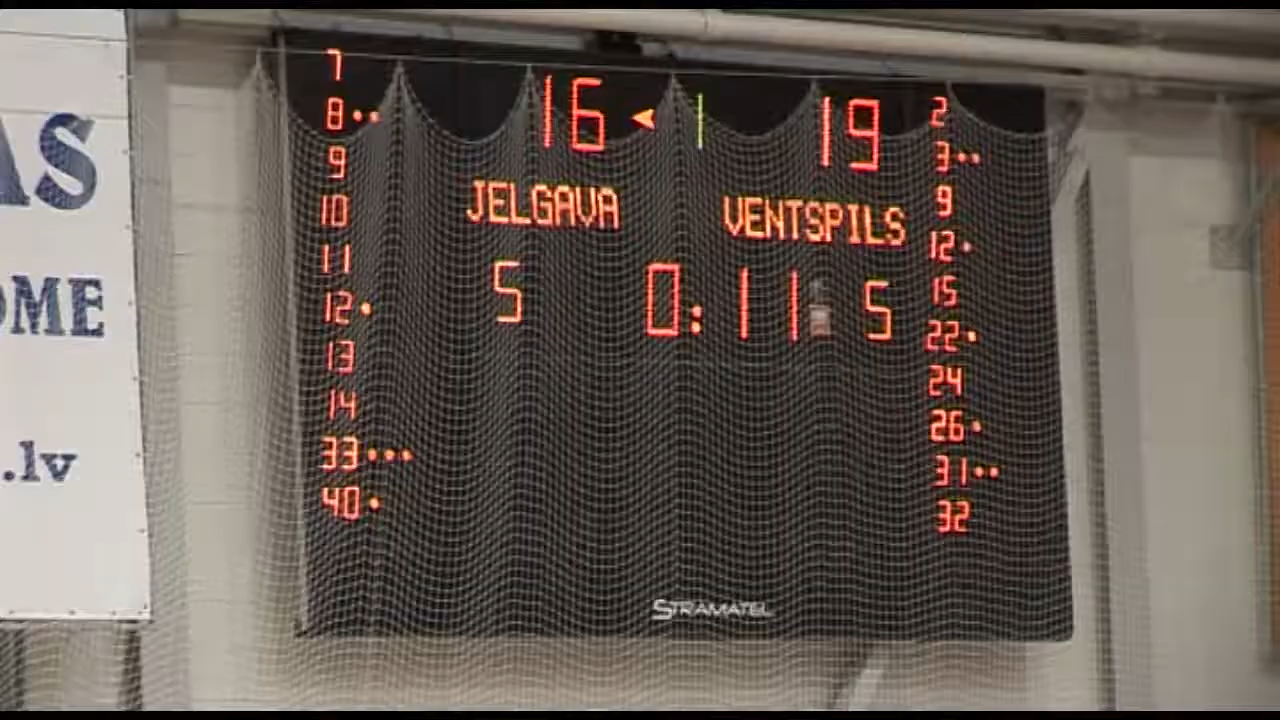 AS
OME
.lv
7
8••
9
10
11
12•
13
14
33•••
40•
16 ◄ 1 19
JELGAVA VENTSPILS
5 0:11 5
2
3••
9
12•
15
22•
24
26•
31••
32
STRAMATEL